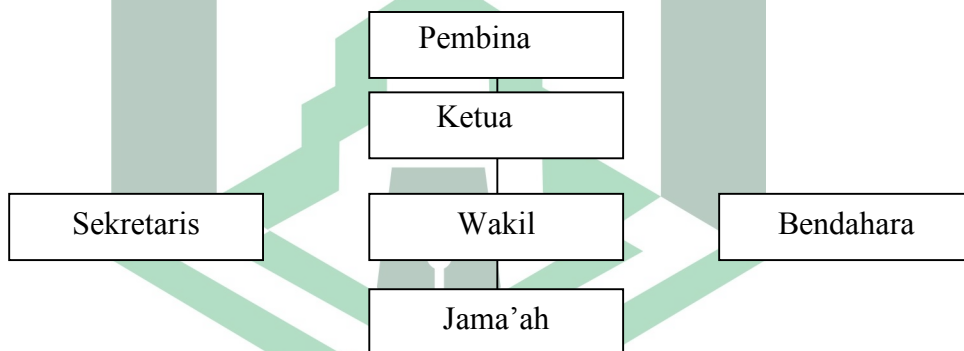 Pembina
Ketua
Sekretaris
Wakil
Bendahara
Jama’ah